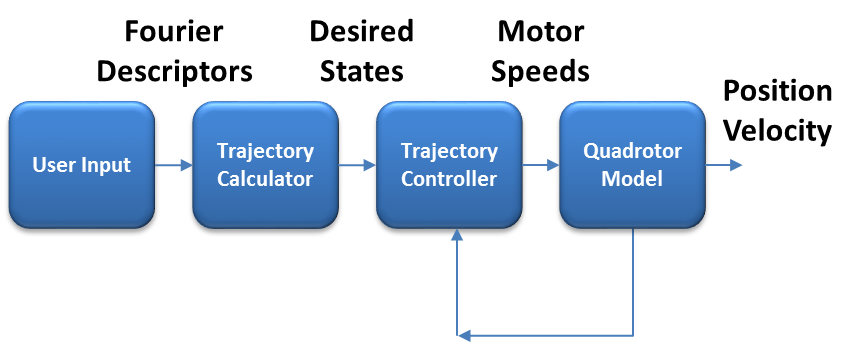 Fourier
Descriptors
Desired
States
Motor
Speeds
Position
Velocity
User Input
Trajectory
Calculator
Trajectory
Controller
Quadrotor
Model